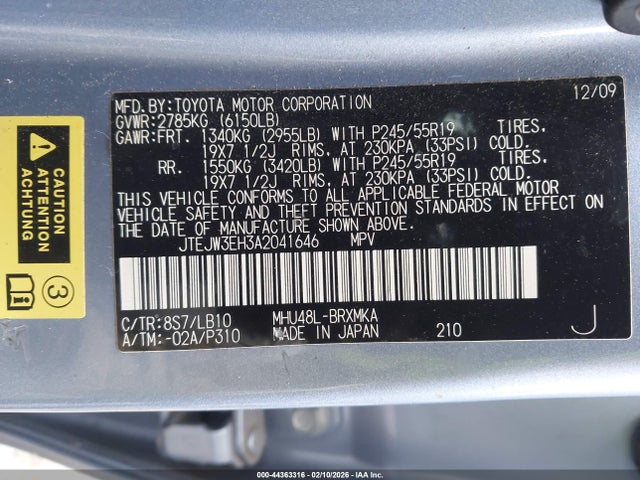 MFD.BY:TOYOTA MOTOR CORPORATION 12/09
GVWR:2785KG (6150LB)
GAWR:FRT. 1340KG (2955LB) WITH P245/55R19 TIRES.
19X7 1/2J RIMS. AT 230KPA (33PSI) COLD.
RR. 1550KG (3420LB) WITH P245/55R19 TIRES.
19X7 1/2J RIMS. AT 230KPA (33PSI) COLD.
THIS VEHICLE CONFORMS TO ALL APPLICABLE FEDERAL MOTOR
VEHICLE SAFETY AND THEFT PREVENTION STANDARDS IN EFFECT ON
THE DATE OF MANUFACTURE SHOWN ABOVE.
JTEJW3EH3A2041646 MPV
C/TR:8S7/LB10 MHU48L-BRXMKA
A/TM:-02A/P310 MADE IN JAPAN 210 J
CAUTION
ATTENTION
ACHTUNG
3
000-44363316 - 02/10/2026 - IAA Inc.